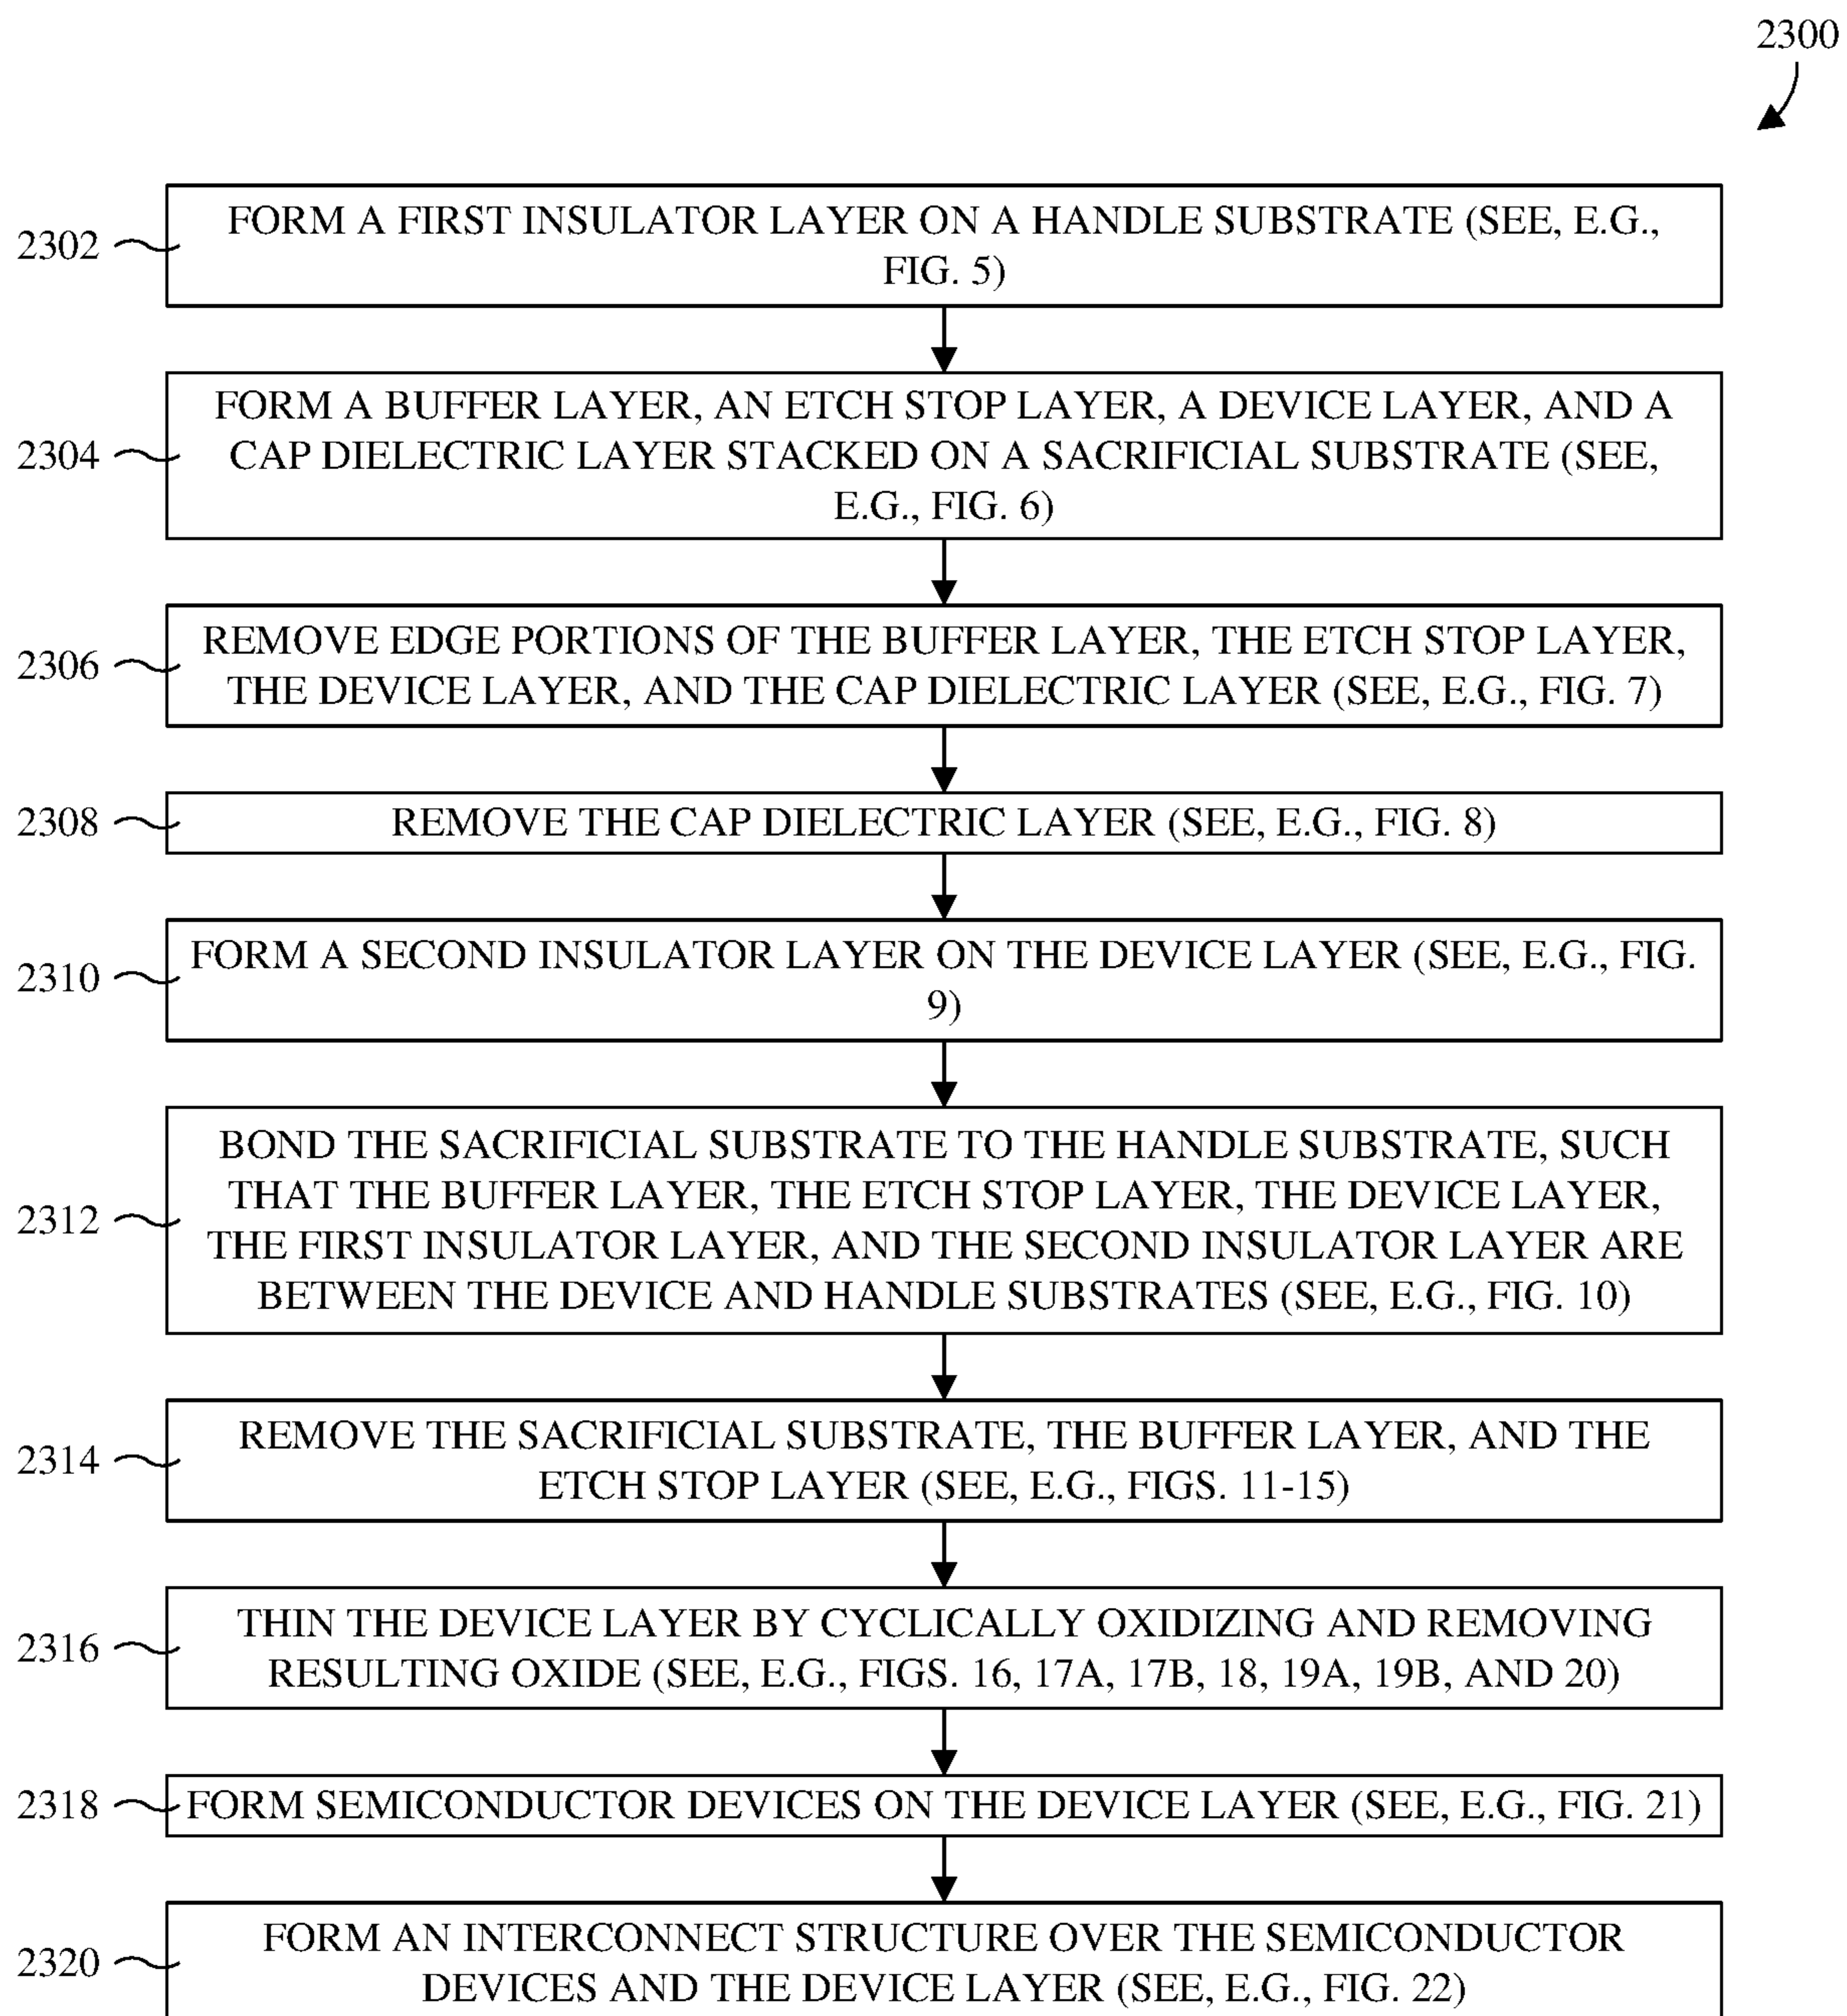 2300
2302
FORM A FIRST INSULATOR LAYER ON A HANDLE SUBSTRATE (SEE, E.G.,
FIG. 5)
2304
FORM A BUFFER LAYER, AN ETCH STOP LAYER, A DEVICE LAYER, AND A
CAP DIELECTRIC LAYER STACKED ON A SACRIFICIAL SUBSTRATE (SEE,
E.G., FIG. 6)
2306
REMOVE EDGE PORTIONS OF THE BUFFER LAYER, THE ETCH STOP LAYER,
THE DEVICE LAYER, AND THE CAP DIELECTRIC LAYER (SEE, E.G., FIG. 7)
2308
REMOVE THE CAP DIELECTRIC LAYER (SEE, E.G., FIG. 8)
2310
FORM A SECOND INSULATOR LAYER ON THE DEVICE LAYER (SEE, E.G., FIG.
9)
2312
BOND THE SACRIFICIAL SUBSTRATE TO THE HANDLE SUBSTRATE, SUCH
THAT THE BUFFER LAYER, THE ETCH STOP LAYER, THE DEVICE LAYER,
THE FIRST INSULATOR LAYER, AND THE SECOND INSULATOR LAYER ARE
BETWEEN THE DEVICE AND HANDLE SUBSTRATES (SEE, E.G., FIG. 10)
2314
REMOVE THE SACRIFICIAL SUBSTRATE, THE BUFFER LAYER, AND THE
ETCH STOP LAYER (SEE, E.G., FIGS. 11-15)
2316
THIN THE DEVICE LAYER BY CYCLICALLY OXIDIZING AND REMOVING
RESULTING OXIDE (SEE, E.G., FIGS. 16, 17A, 17B, 18, 19A, 19B, AND 20)
2318
FORM SEMICONDUCTOR DEVICES ON THE DEVICE LAYER (SEE, E.G., FIG. 21)
2320
FORM AN INTERCONNECT STRUCTURE OVER THE SEMICONDUCTOR
DEVICES AND THE DEVICE LAYER (SEE, E.G., FIG. 22)